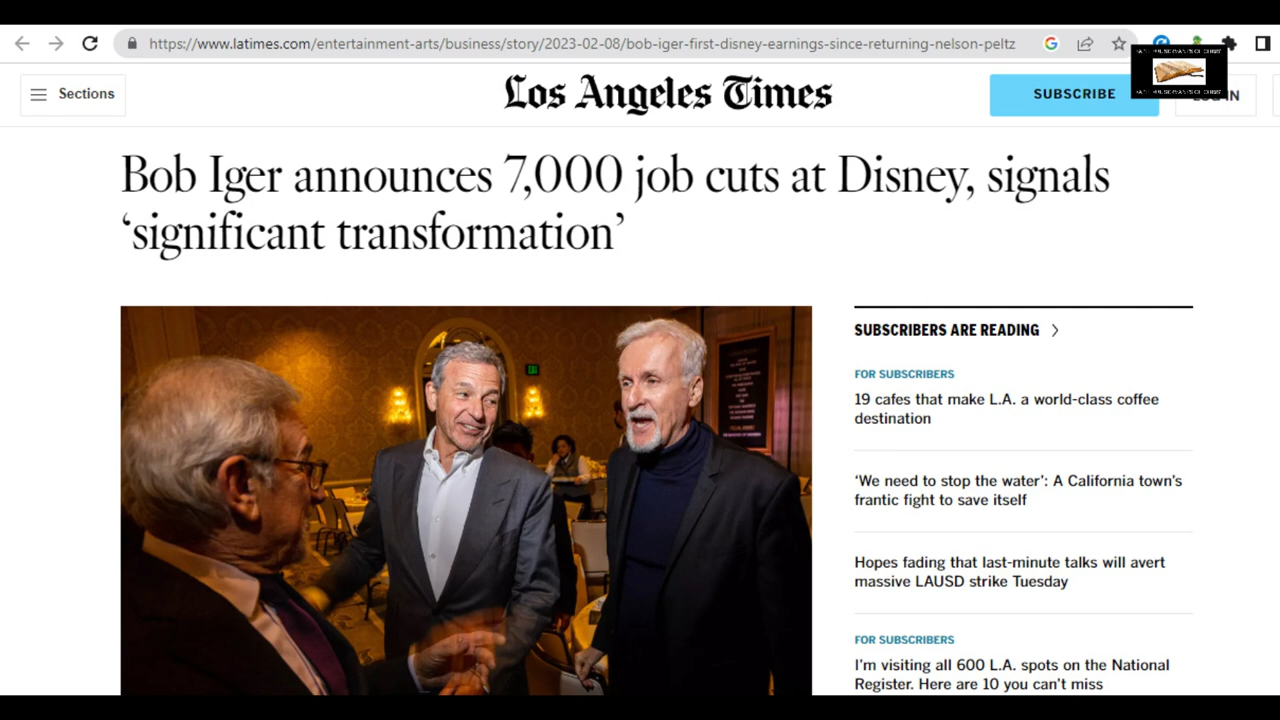 https://www.latimes.com/entertainment-arts/business/story/2023-02-08/bob-iger-first-disney-earnings-since-returning-nelson-peltz
Sections
Los Angeles Times
SUBSCRIBE
IN
Bob Iger announces 7,000 job cuts at Disney, signals
‘significant transformation’
SUBSCRIBERS ARE READING
FOR SUBSCRIBERS
19 cafes that make L.A. a world-class coffee
destination
‘We need to stop the water’: A California town’s
frantic fight to save itself
Hopes fading that last-minute talks will avert
massive LAUSD strike Tuesday
FOR SUBSCRIBERS
I’m visiting all 600 L.A. spots on the National
Register. Here are 10 you can’t miss